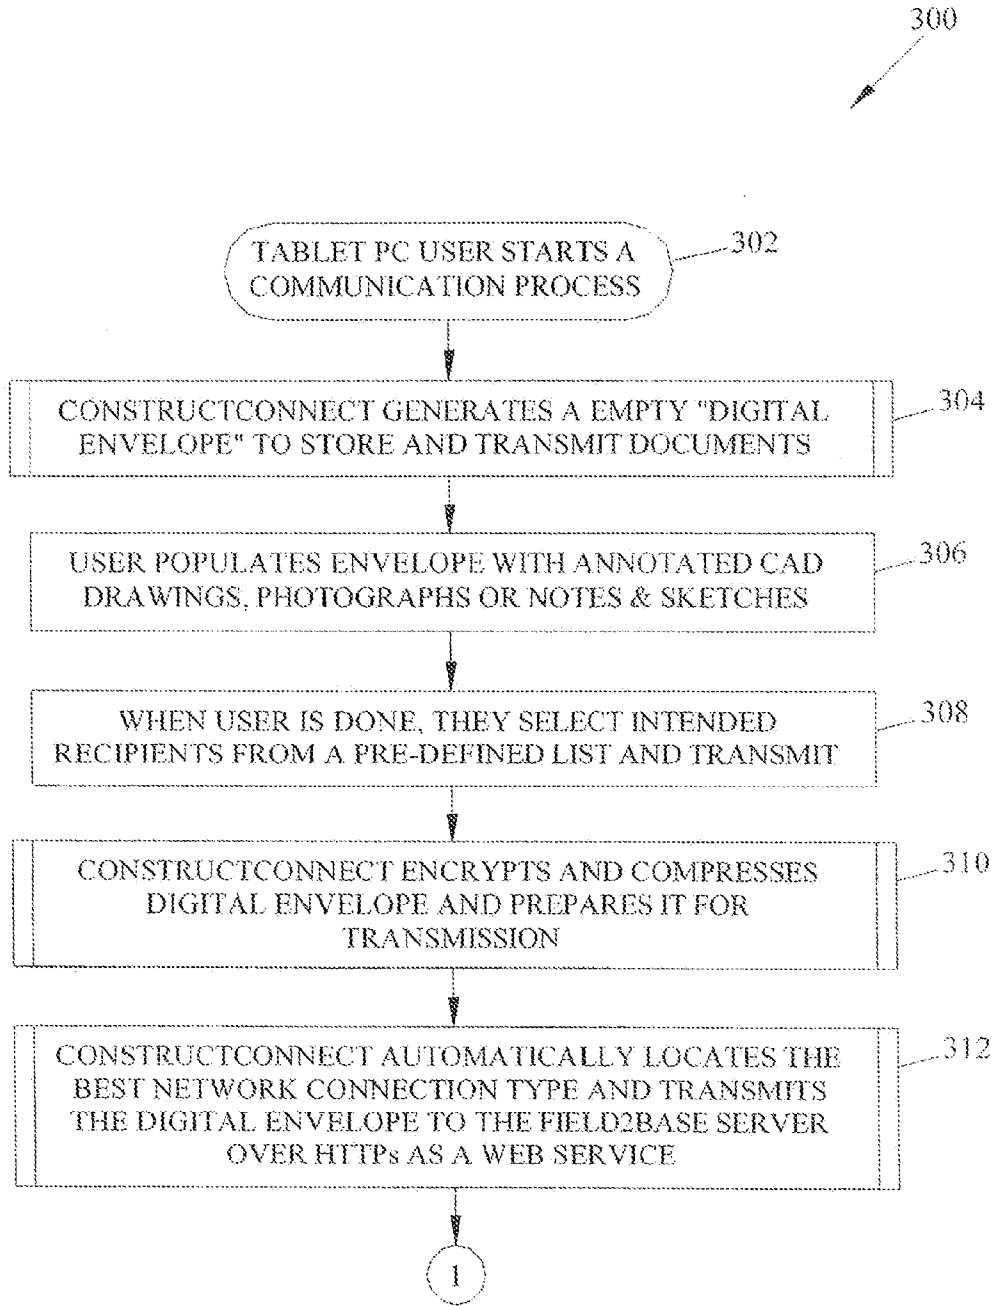 300
TABLET PC USER STARTS A
COMMUNICATION PROCESS
302
CONSTRUCTCONNECT GENERATES A EMPTY "DIGITAL
ENVELOPE" TO STORE AND TRANSMIT DOCUMENTS
304
USER POPULATES ENVELOPE WITH ANNOTATED CAD
DRAWINGS, PHOTOGRAPHS OR NOTES & SKETCHES
306
WHEN USER IS DONE, THEY SELECT INTENDED
RECIPIENTS FROM A PRE-DEFINED LIST AND TRANSMIT
308
CONSTRUCTCONNECT ENCRYPTS AND COMPRESSES
DIGITAL ENVELOPE AND PREPARES IT FOR
TRANSMISSION
310
CONSTRUCTCONNECT AUTOMATICALLY LOCATES THE
BEST NETWORK CONNECTION TYPE AND TRANSMITS
THE DIGITAL ENVELOPE TO THE FIELD2BASE SERVER
OVER HTTPs AS A WEB SERVICE
312
1